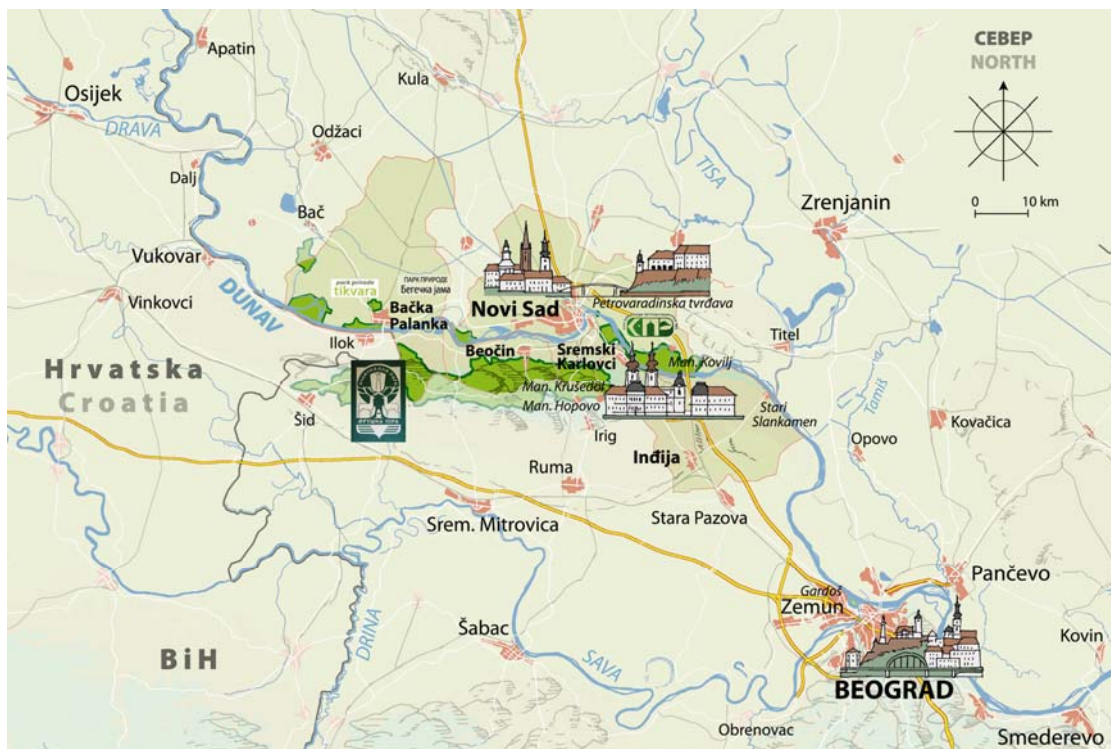 Apatin
Kula
СЕВЕР
NORTH
Osijek
DRAVA
Odžaci
TISA
Dalj
0 10 km
Zrenjanin
Bač
Vukovar
DUNAV
park prirode
tikvara
ПАРК ПРИРОДЕ
Бегечка јама
Vinkovci
Bačka
Palanka
Novi Sad
Petrovaradinska tvrđava
Titel
Ilok
Beočin
Sremski
Karlovci
Man. Kovilj
Hrvatska
Croatia
Man. Krušedol
Man. Hopovo
Stari
Slankamen
Tamiš
Šid
Irig
Opovo
Kovačica
Inđija
Ruma
Srem. Mitrovica
Stara Pazova
Pančevo
Gardoš
Zemun
DRINA
Šabac
Kovin
BiH
SAVA
BEOGRAD
Obrenovac
Smederevo